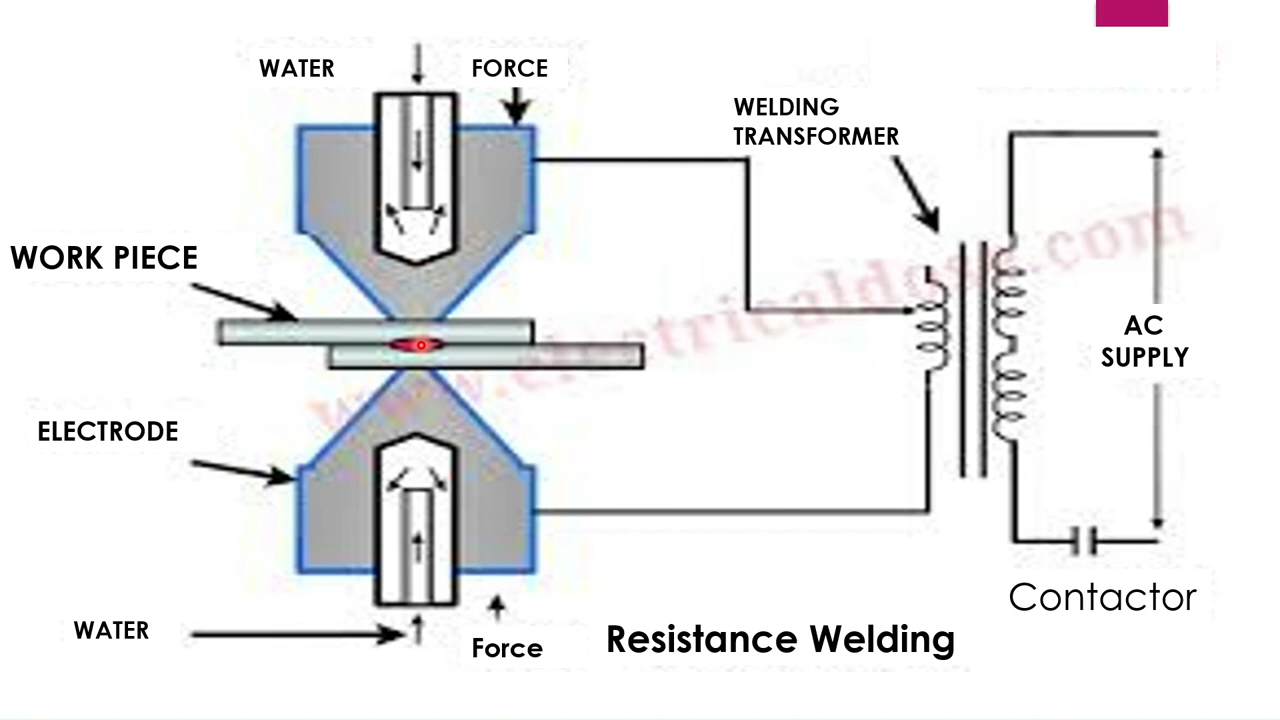 WATER
FORCE
WELDING
TRANSFORMER
WORK PIECE
AC
SUPPLY
ELECTRODE
Contactor
WATER
Force
Resistance Welding